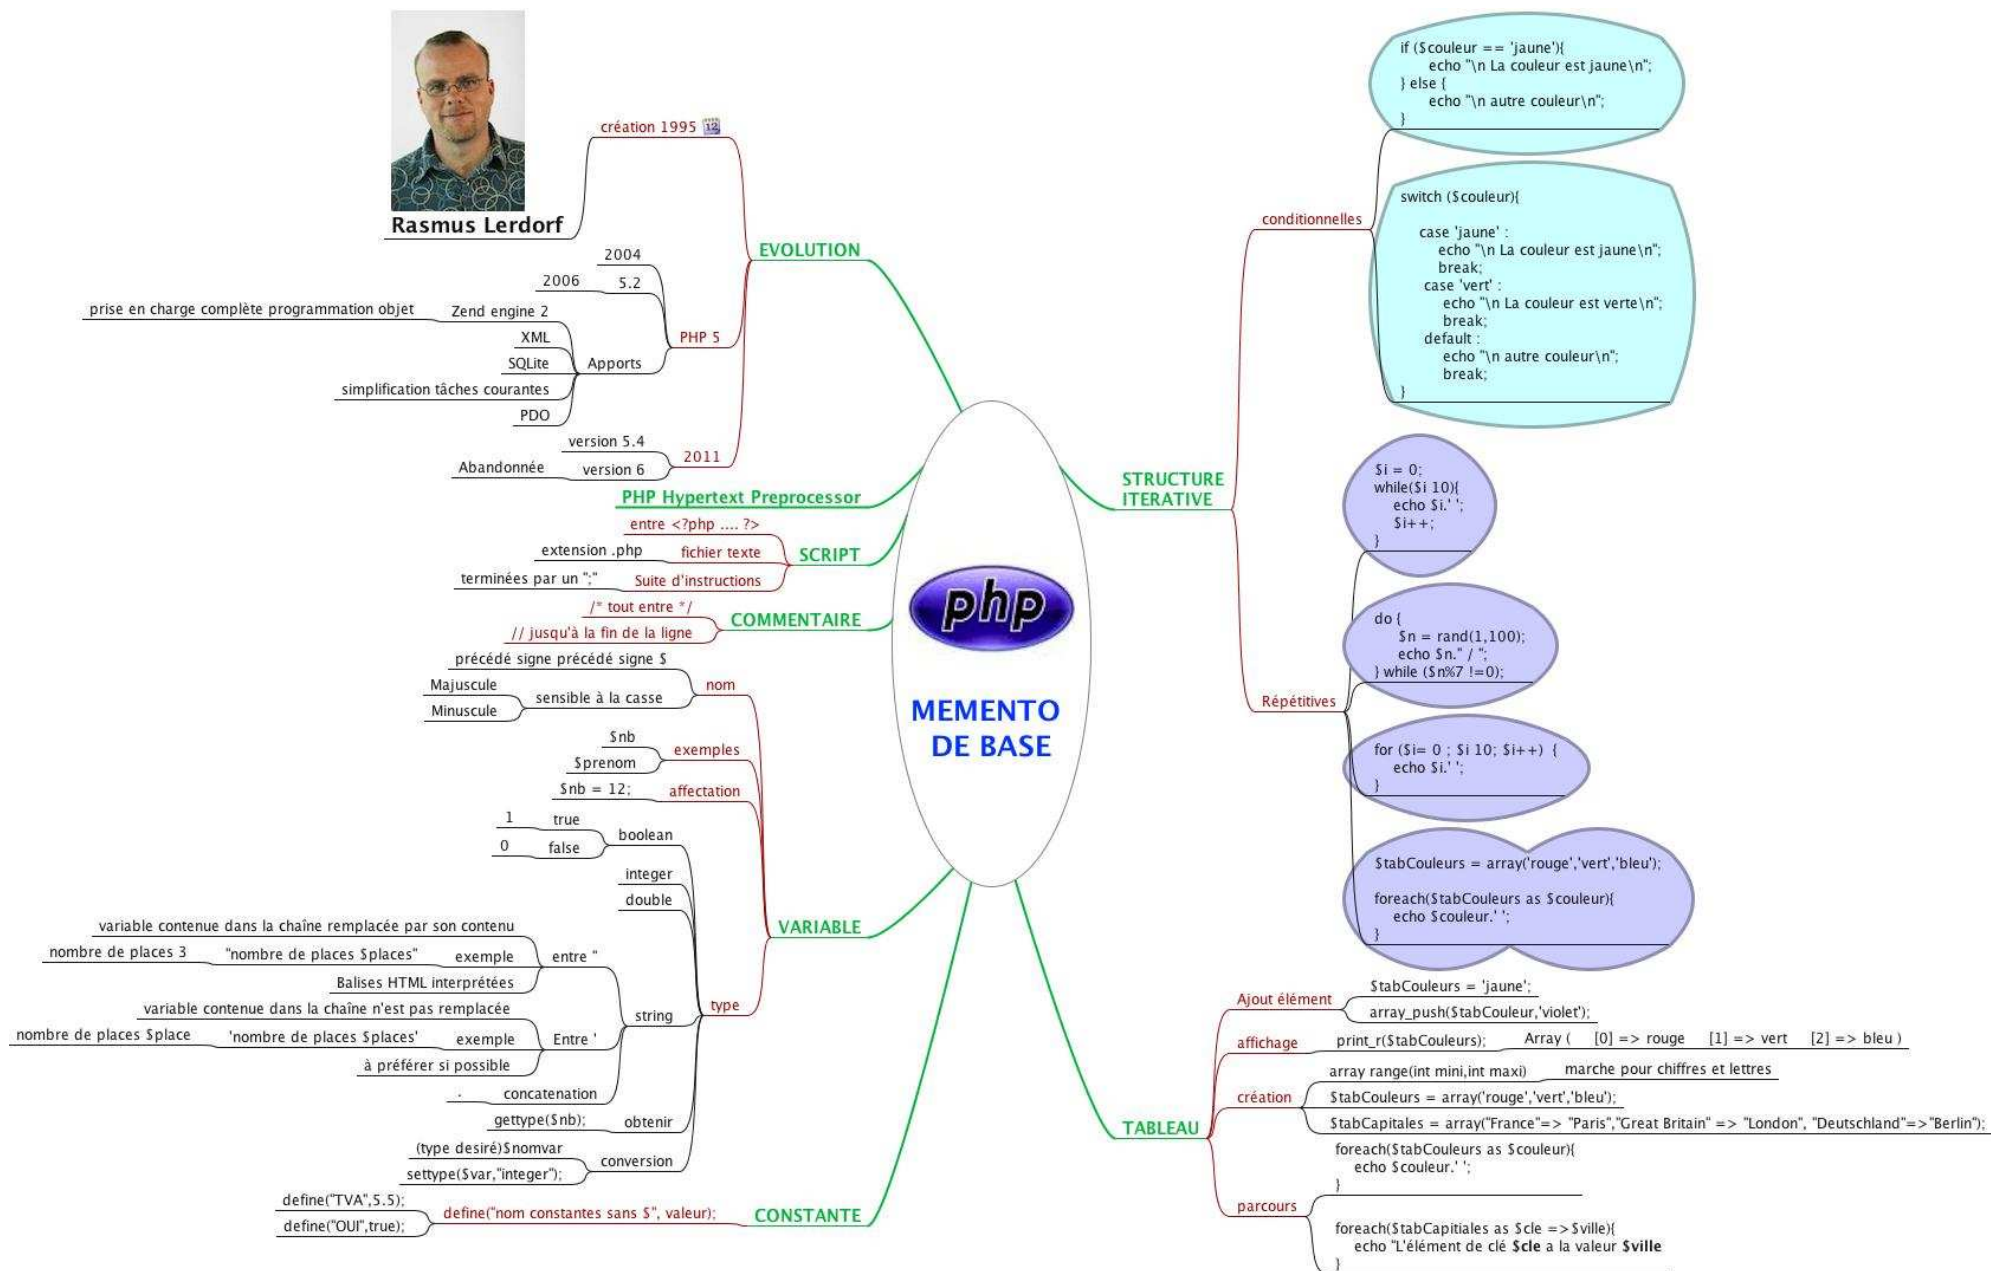 Rasmus Lerdorf
création 1995
12
EVOLUTION
2004
2006
5.2
PHP 5
prise en charge complète programmation objet
Zend engine 2
XML
SQLite
Apports
simplification tâches courantes
PDO
version 5.4
2011
Abandonnée
version 6
PHP Hypertext Preprocessor
entre <?php .... ?>
extension .php
fichier texte
SCRIPT
terminées par un ";"
Suite d'instructions
/* tout entre */
COMMENTAIRE
// jusqu'à la fin de la ligne
précédé signe précédé signe $
nom
Majuscule
sensible à la casse
Minuscule
$nb
exemples
$prenom
$nb = 12;
affectation
1
true
boolean
0
false
integer
double
VARIABLE
variable contenue dans la chaîne remplacée par son contenu
nombre de places 3
"nombre de places $places"
exemple
entre "
Balises HTML interprétées
type
variable contenue dans la chaîne n'est pas remplacée
string
nombre de places $place
'nombre de places $places'
exemple
Entre '
à préférer si possible
.
concatenation
gettype($nb);
obtenir
(type desiré)$nomvar
conversion
settype($var,"integer");
define("TVA",5.5);
define("nom constantes sans $", valeur);
CONSTANTE
define("OUI",true);
php
MEMENTO
DE BASE
STRUCTURE
ITERATIVE
conditionnelles
if ($couleur == 'jaune'){
echo "\n La couleur est jaune\n";
} else {
echo "\n autre couleur\n";
}
switch ($couleur){
case 'jaune' :
echo "\n La couleur est jaune\n";
break;
case 'vert' :
echo "\n La couleur est verte\n";
break;
default :
echo "\n autre couleur\n";
break;
}
Répétitives
$i = 0;
while($i 10){
echo $i.' ';
$i++;
}
do {
$n = rand(1,100);
echo $n." / ";
} while ($n%7 !=0);
for ($i= 0 ; $i 10; $i++) {
echo $i.' ';
}
$tabCouleurs = array('rouge','vert','bleu');
foreach($tabCouleurs as $couleur){
echo $couleur.' ';
}
TABLEAU
Ajout élément
$tabCouleurs = 'jaune';
array_push($tabCouleur,'violet');
affichage
print_r($tabCouleurs);
Array ( [0] => rouge [1] => vert [2] => bleu )
création
array range(int mini,int maxi)
marche pour chiffres et lettres
$tabCouleurs = array('rouge','vert','bleu');
$tabCapitales = array("France"=> "Paris","Great Britain" => "London", "Deutschland"=>"Berlin");
parcours
foreach($tabCouleurs as $couleur){
echo $couleur.' ';
}
foreach($tabCapitiales as $cle =>$ville){
echo "L'élément de clé $cle a la valeur $ville
}